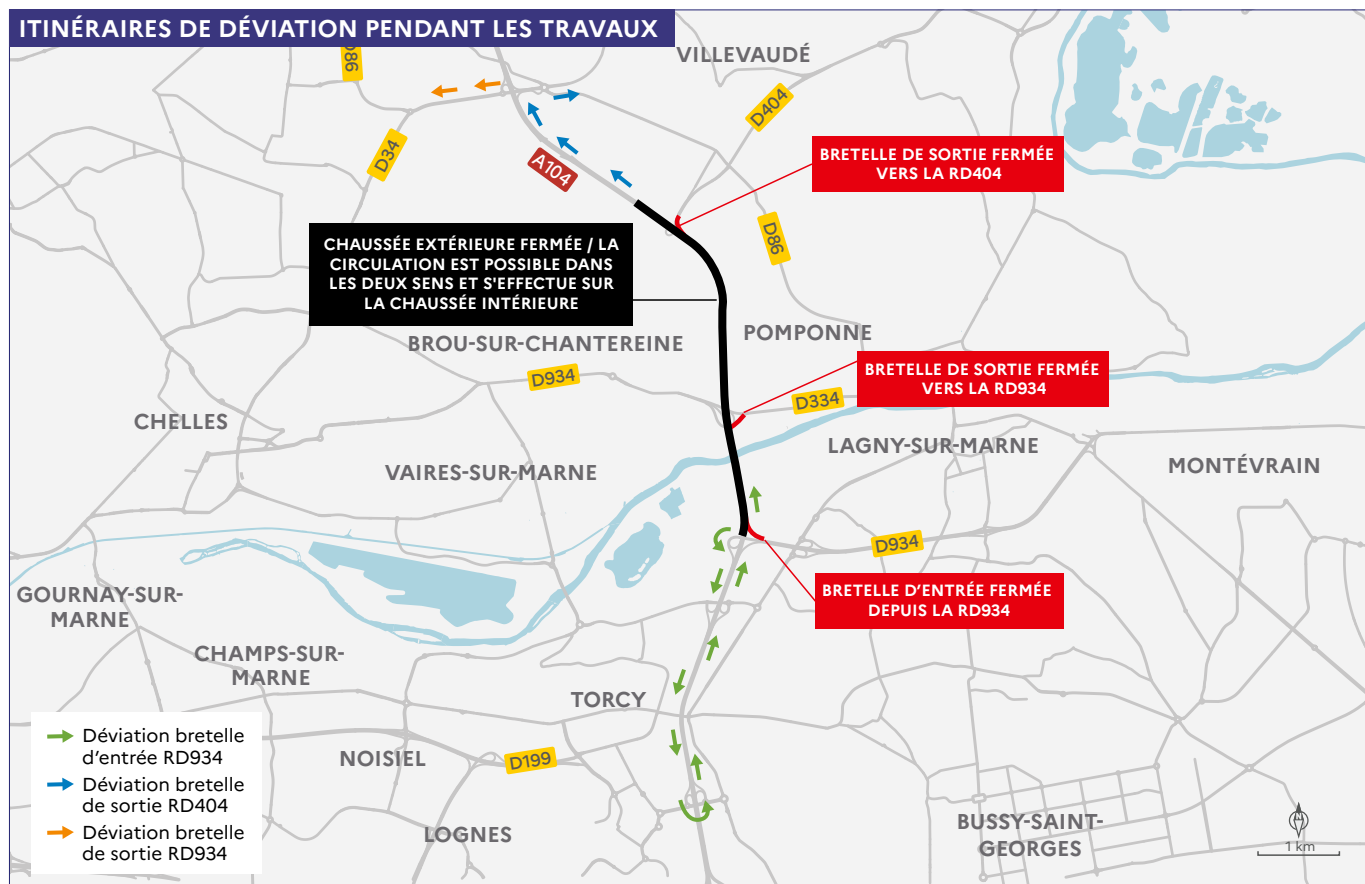 ITINÉRAIRES DE DÉVIATION PENDANT LES TRAVAUX
VILLEVAUDÉ
D86
D404
D34
A104
BRETELLE DE SORTIE FERMÉE
VERS LA RD404
D86
CHAUSSÉE EXTÉRIEURE FERMÉE / LA
CIRCULATION EST POSSIBLE DANS
LES DEUX SENS ET S'EFFECTUE SUR
LA CHAUSSÉE INTÉRIEURE
POMPONNE
BROU-SUR-CHANTEREINE
BRETELLE DE SORTIE FERMÉE
VERS LA RD934
D934
D334
CHELLES
LAGNY-SUR-MARNE
VAIRES-SUR-MARNE
MONTÉVRAIN
D934
GOURNAY-SUR-
MARNE
BRETELLE D’ENTRÉE FERMÉE
DEPUIS LA RD934
CHAMPS-SUR-
MARNE
TORCY
NOISIEL
D199
LOGNES
BUSSY-SAINT-
GEORGES
Déviation bretelle
d’entrée RD934
Déviation bretelle
de sortie RD404
Déviation bretelle
de sortie RD934
1 km